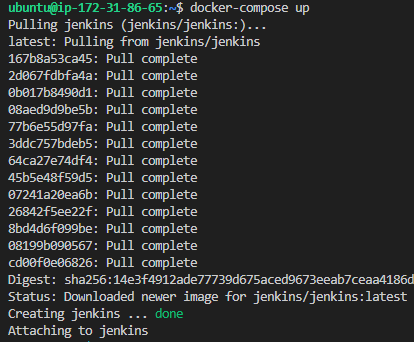 ubuntu@ip-172-31-86-65:~$ docker-compose up
Pulling jenkins (jenkins/jenkins:)...
latest: Pulling from jenkins/jenkins
167b8a53ca45: Pull complete
2d067fdbfa4a: Pull complete
0b017b8490d1: Pull complete
08aed9d9be5b: Pull complete
77b6e55d97fa: Pull complete
3ddc757bdeb5: Pull complete
64ca27e74df4: Pull complete
45b5e48f59d5: Pull complete
07241a20ea6b: Pull complete
26842f5ee22f: Pull complete
8bd4d6f099be: Pull complete
08199b090567: Pull complete
cd00f0e06826: Pull complete
Digest: sha256:14e3f4912ade77739d675aced9673eeab7ceaa4186d
Status: Downloaded newer image for jenkins/jenkins:latest
Creating jenkins ... done
Attaching to jenkins